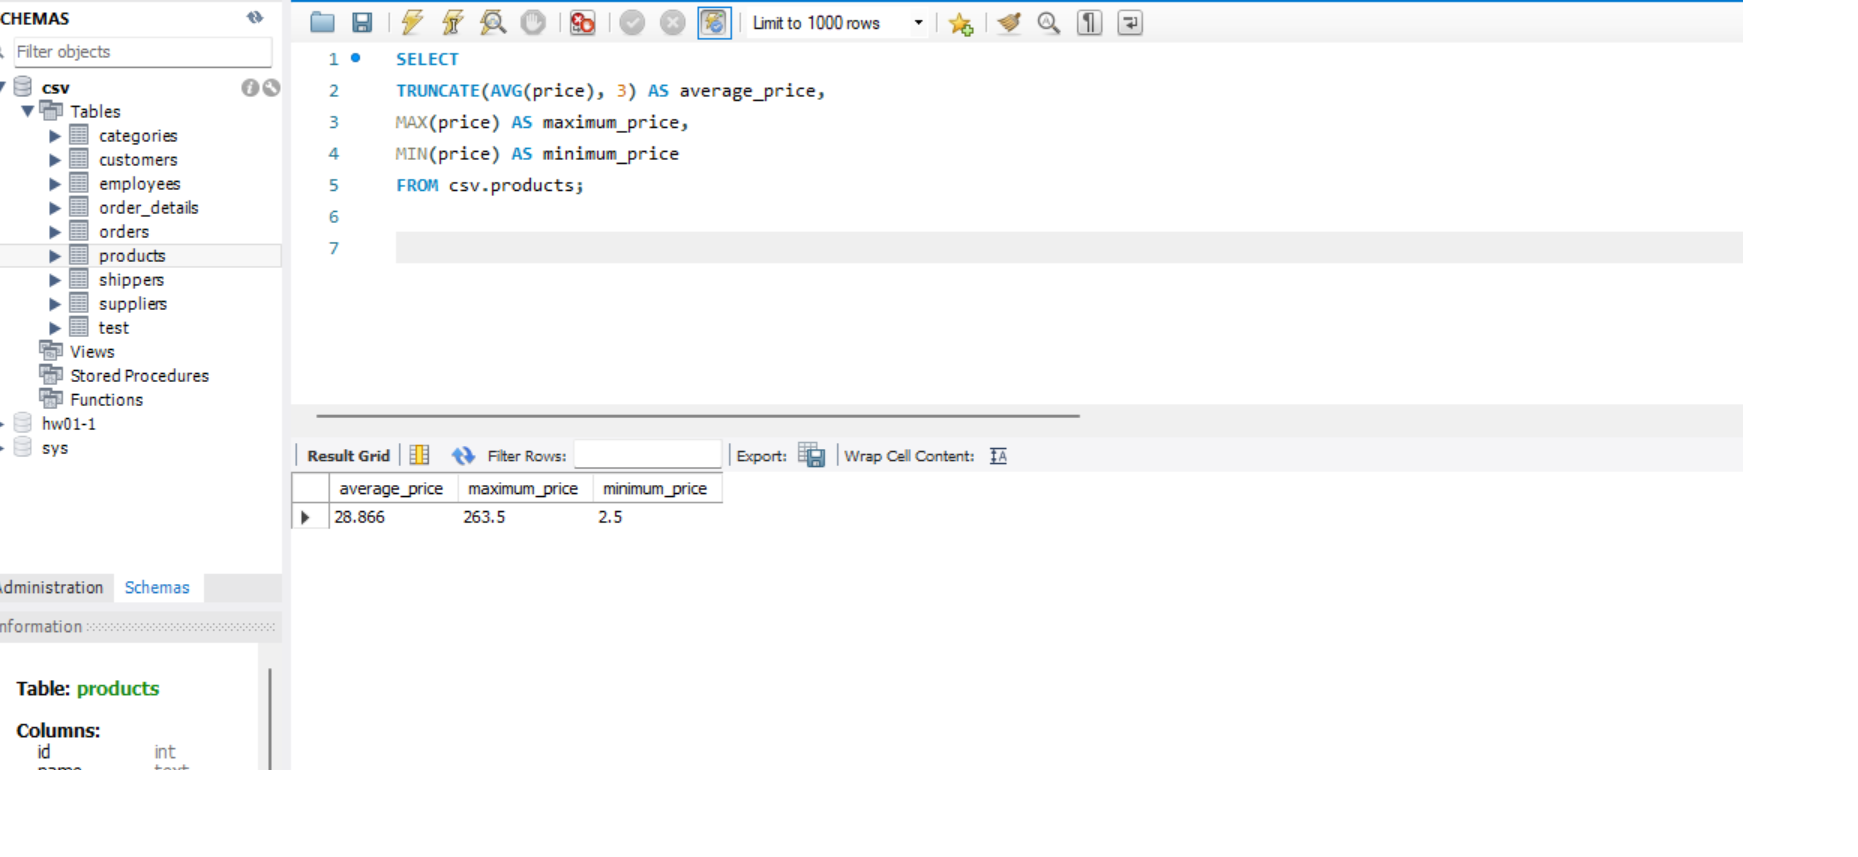 CHEMAS
Filter objects
csv
Tables
categories
customers
employees
order_details
orders
products
shippers
suppliers
test
Views
Stored Procedures
Functions
hw01-1
sys
Administration Schemas
nformation
Table: products
Columns:
id int
name text
Limit to 1000 rows
1 SELECT
2 TRUNCATE(AVG(price), 3) AS average_price,
3 MAX(price) AS maximum_price,
4 MIN(price) AS minimum_price
5 FROM csv.products;
6
7
Result Grid Filter Rows: Export: Wrap Cell Content:
average_price maximum_price minimum_price
28.866 263.5 2.5